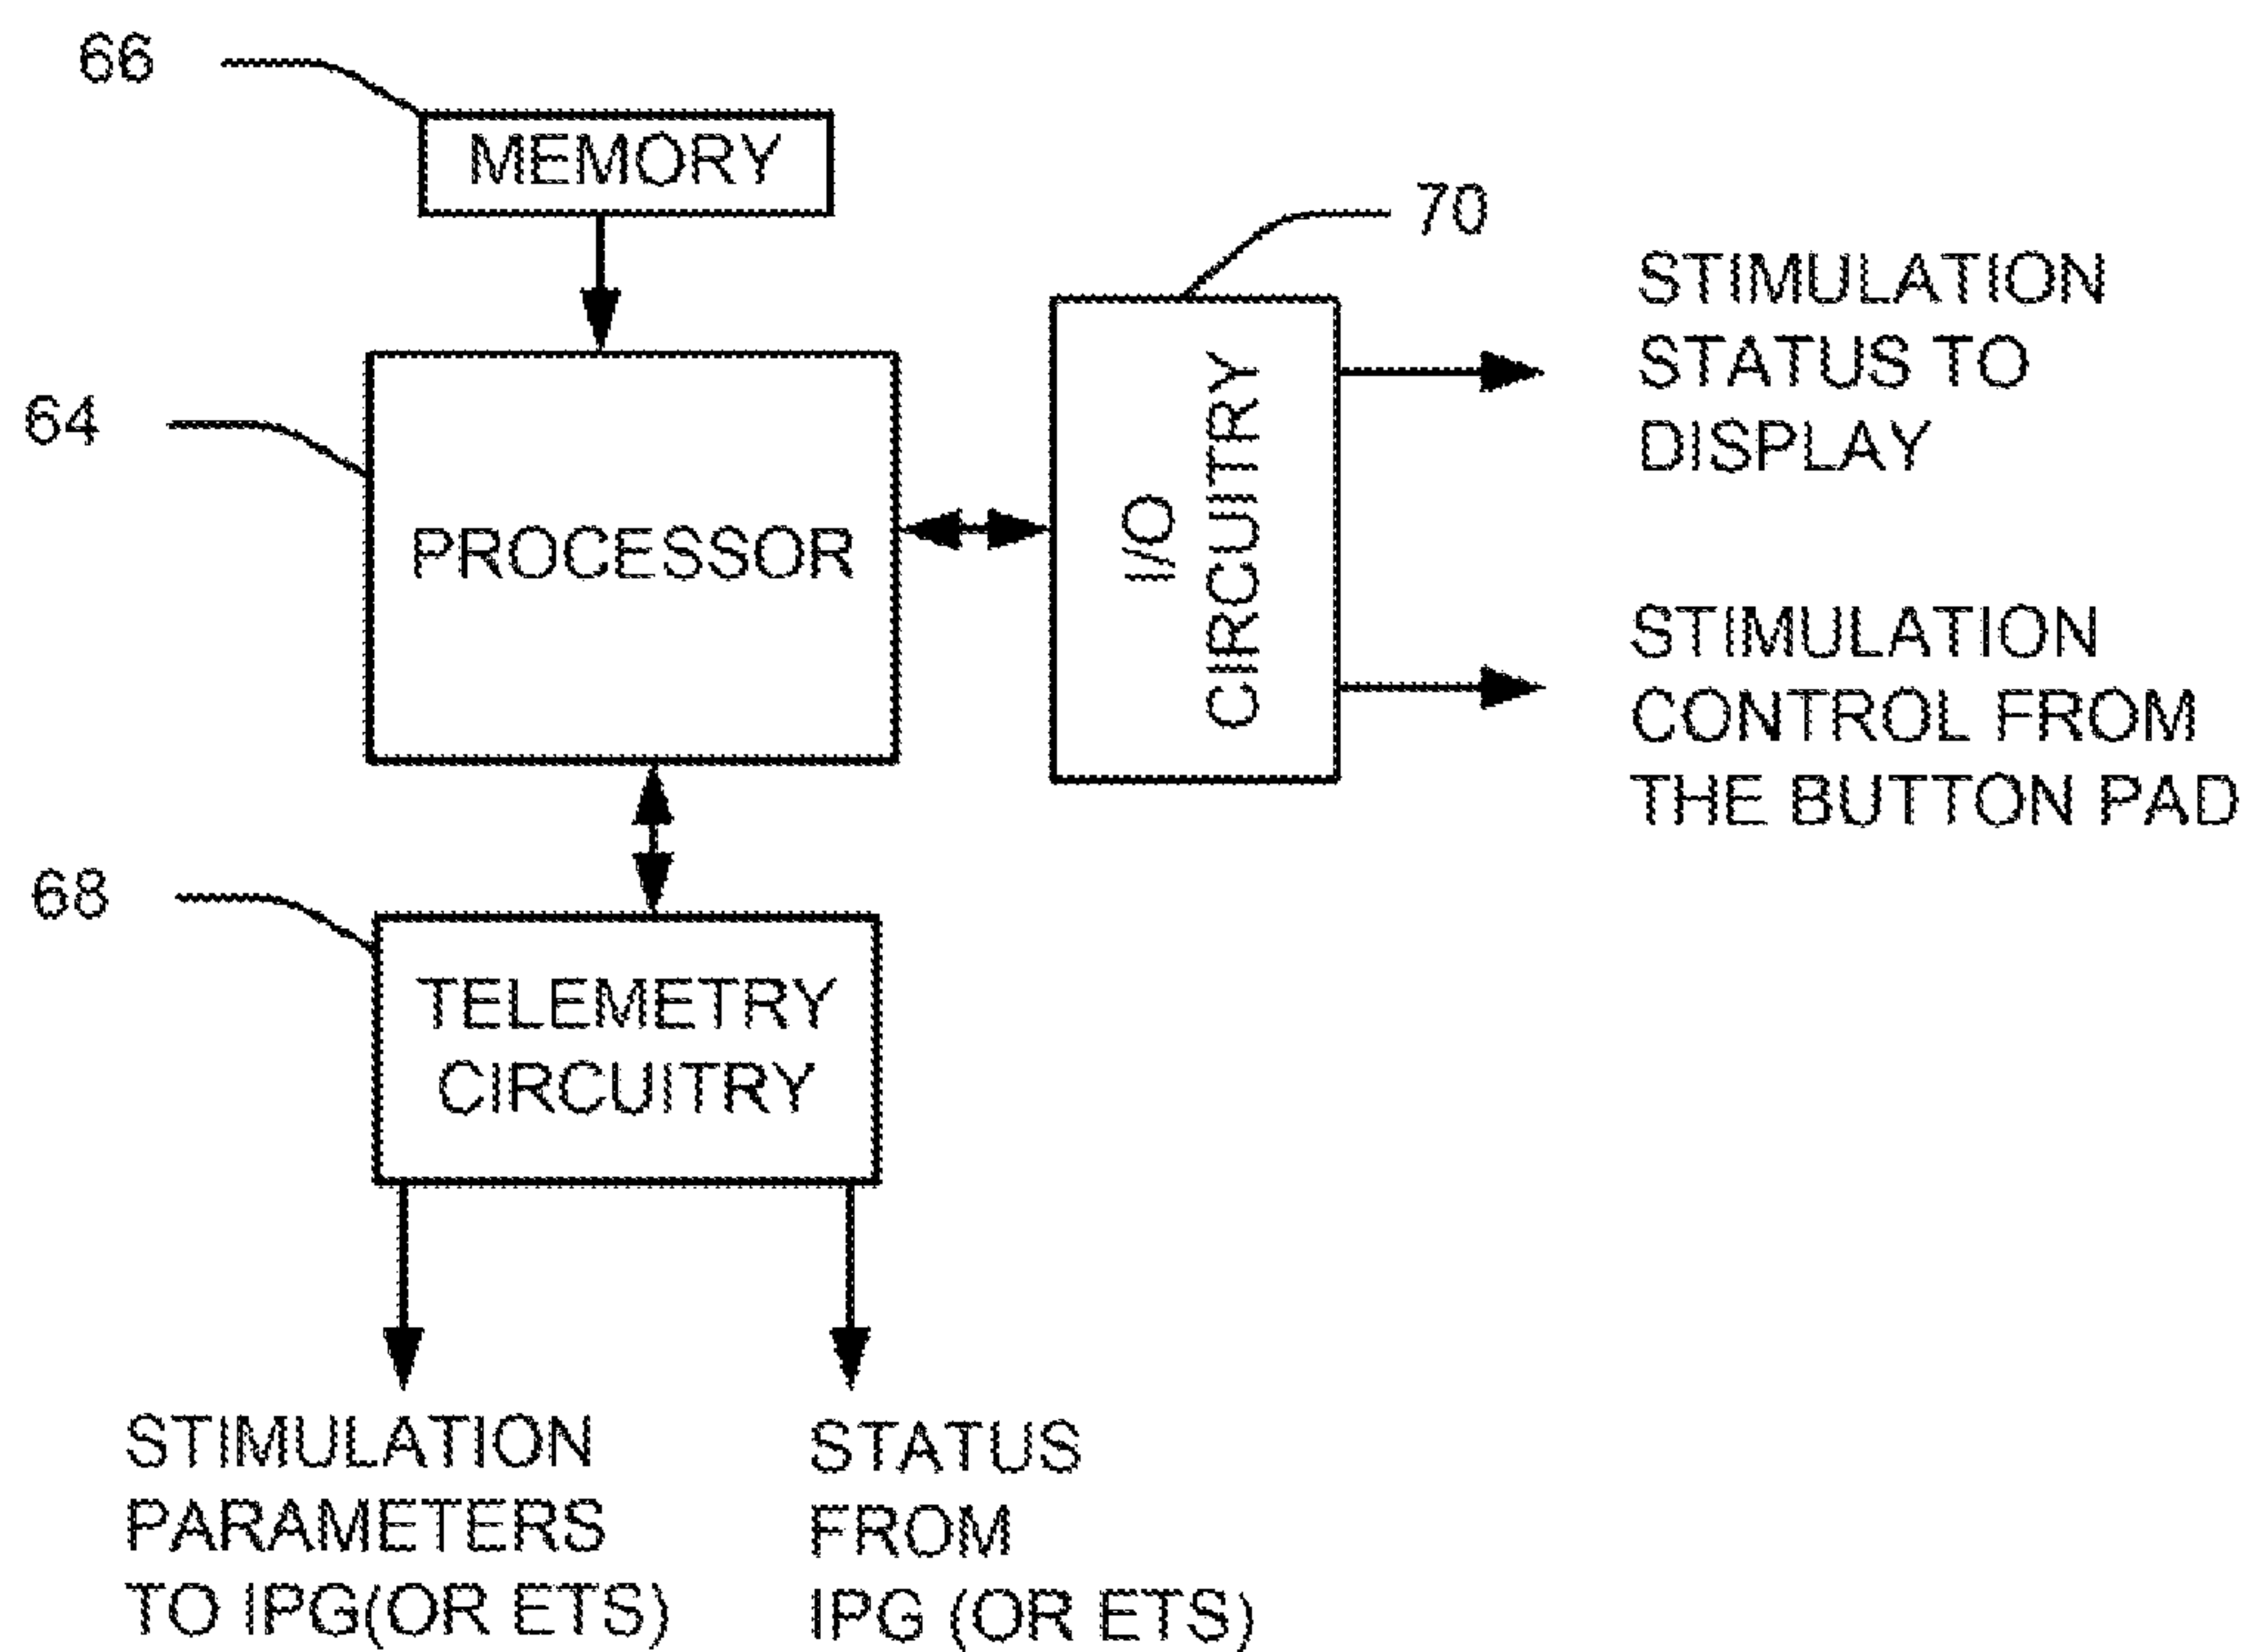 66
MEMORY
70
STIMULATION
STATUS TO
DISPLAY
64
PROCESSOR
I/O
CIRCUITRY
STIMULATION
CONTROL FROM
THE BUTTON PAD
68
TELEMETRY
CIRCUITRY
STIMULATION
PARAMETERS
TO IPG(OR ETS)
STATUS
FROM
IPG (OR ETS)